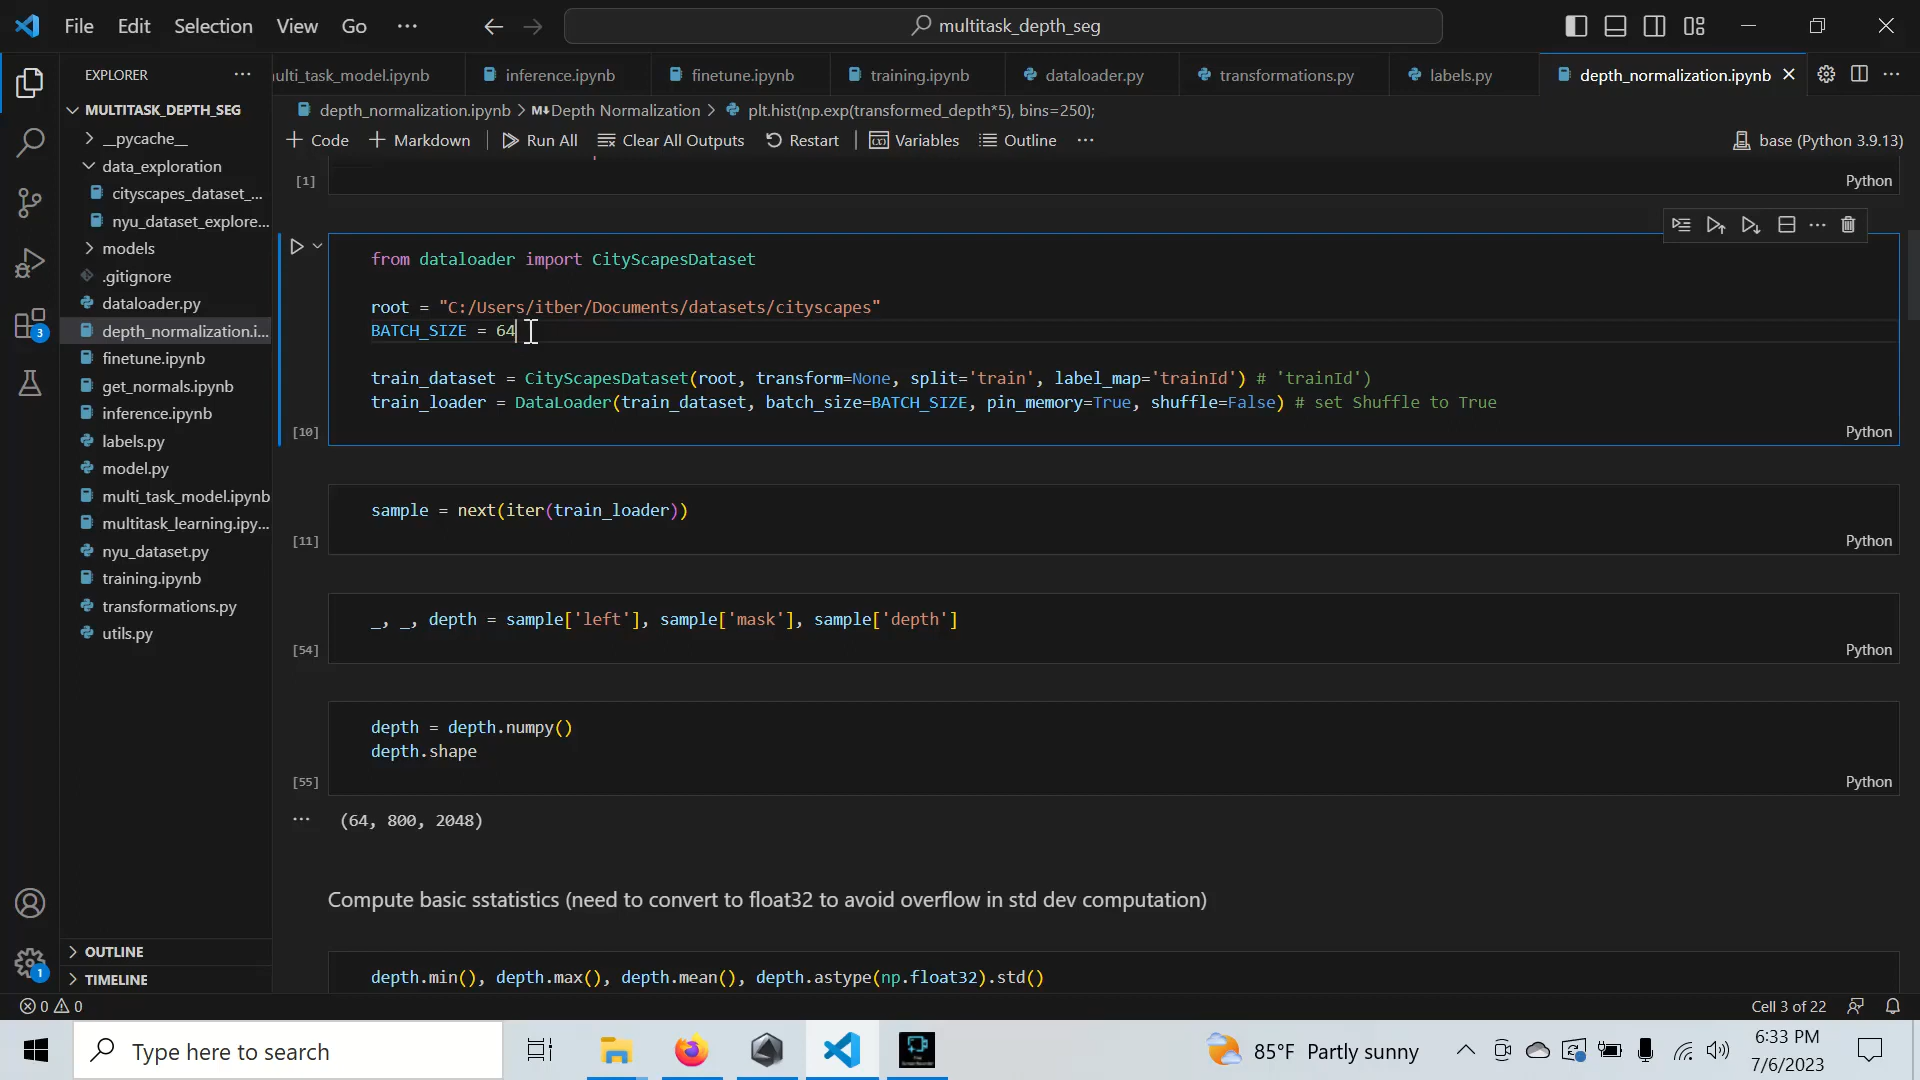 File Edit Selection View Go ··· multitask_depth_seg
EXPLORER ···
ulti_task_model.ipynb inference.ipynb finetune.ipynb training.ipynb dataloader.py transformations.py labels.py depth_normalization.ipynb ···
MULTITASK_DEPTH_SEG
__pycache__
data_exploration
cityscapes_dataset_...
nyu_dataset_explore...
models
.gitignore
dataloader.py
depth_normalization.i...
finetune.ipynb
get_normals.ipynb
inference.ipynb
labels.py
model.py
multi_task_model.ipynb
multitask_learning.ipy...
nyu_dataset.py
training.ipynb
transformations.py
utils.py
OUTLINE
TIMELINE
depth_normalization.ipynb > M↓Depth Normalization > plt.hist(np.exp(transformed_depth*5), bins=250);
+ Code + Markdown Run All Clear All Outputs Restart Variables Outline ··· base (Python 3.9.13)
[1] Python
from dataloader import CityScapesDataset
root = "C:/Users/itber/Documents/datasets/cityscapes"
BATCH_SIZE = 64
train_dataset = CityScapesDataset(root, transform=None, split='train', label_map='trainId') # 'trainId')
train_loader = DataLoader(train_dataset, batch_size=BATCH_SIZE, pin_memory=True, shuffle=False) # set Shuffle to True
[10] Python
sample = next(iter(train_loader))
[11] Python
_, _, depth = sample['left'], sample['mask'], sample['depth']
[54] Python
depth = depth.numpy()
depth.shape
[55] Python
··· (64, 800, 2048)
Compute basic sstatistics (need to convert to float32 to avoid overflow in std dev computation)
depth.min(), depth.max(), depth.mean(), depth.astype(np.float32).std()
3
1
0 0 Cell 3 of 22
Type here to search 85°F Partly sunny 6:33 PM
7/6/2023